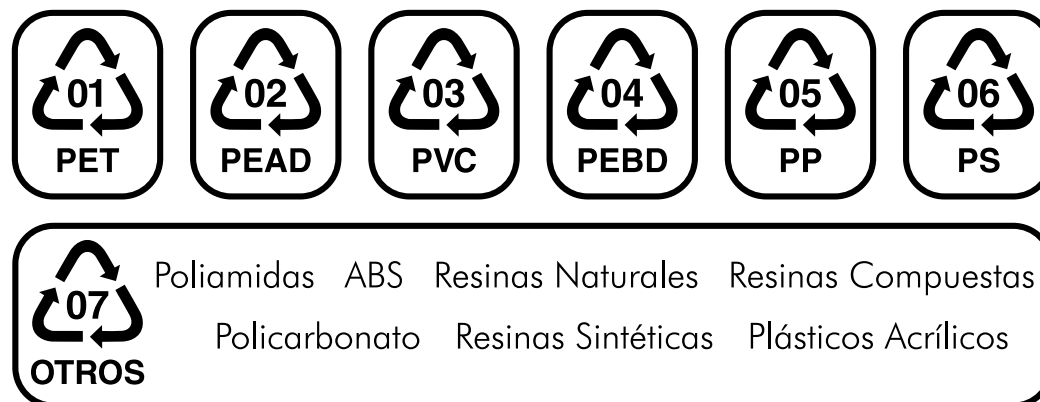 01 02 03 04 05 06
PET PEAD PVC PEBD PP PS
07 Poliamidas ABS Resinas Naturales Resinas Compuestas
Policarbonato Resinas Sintéticas Plásticos Acrílicos
OTROS